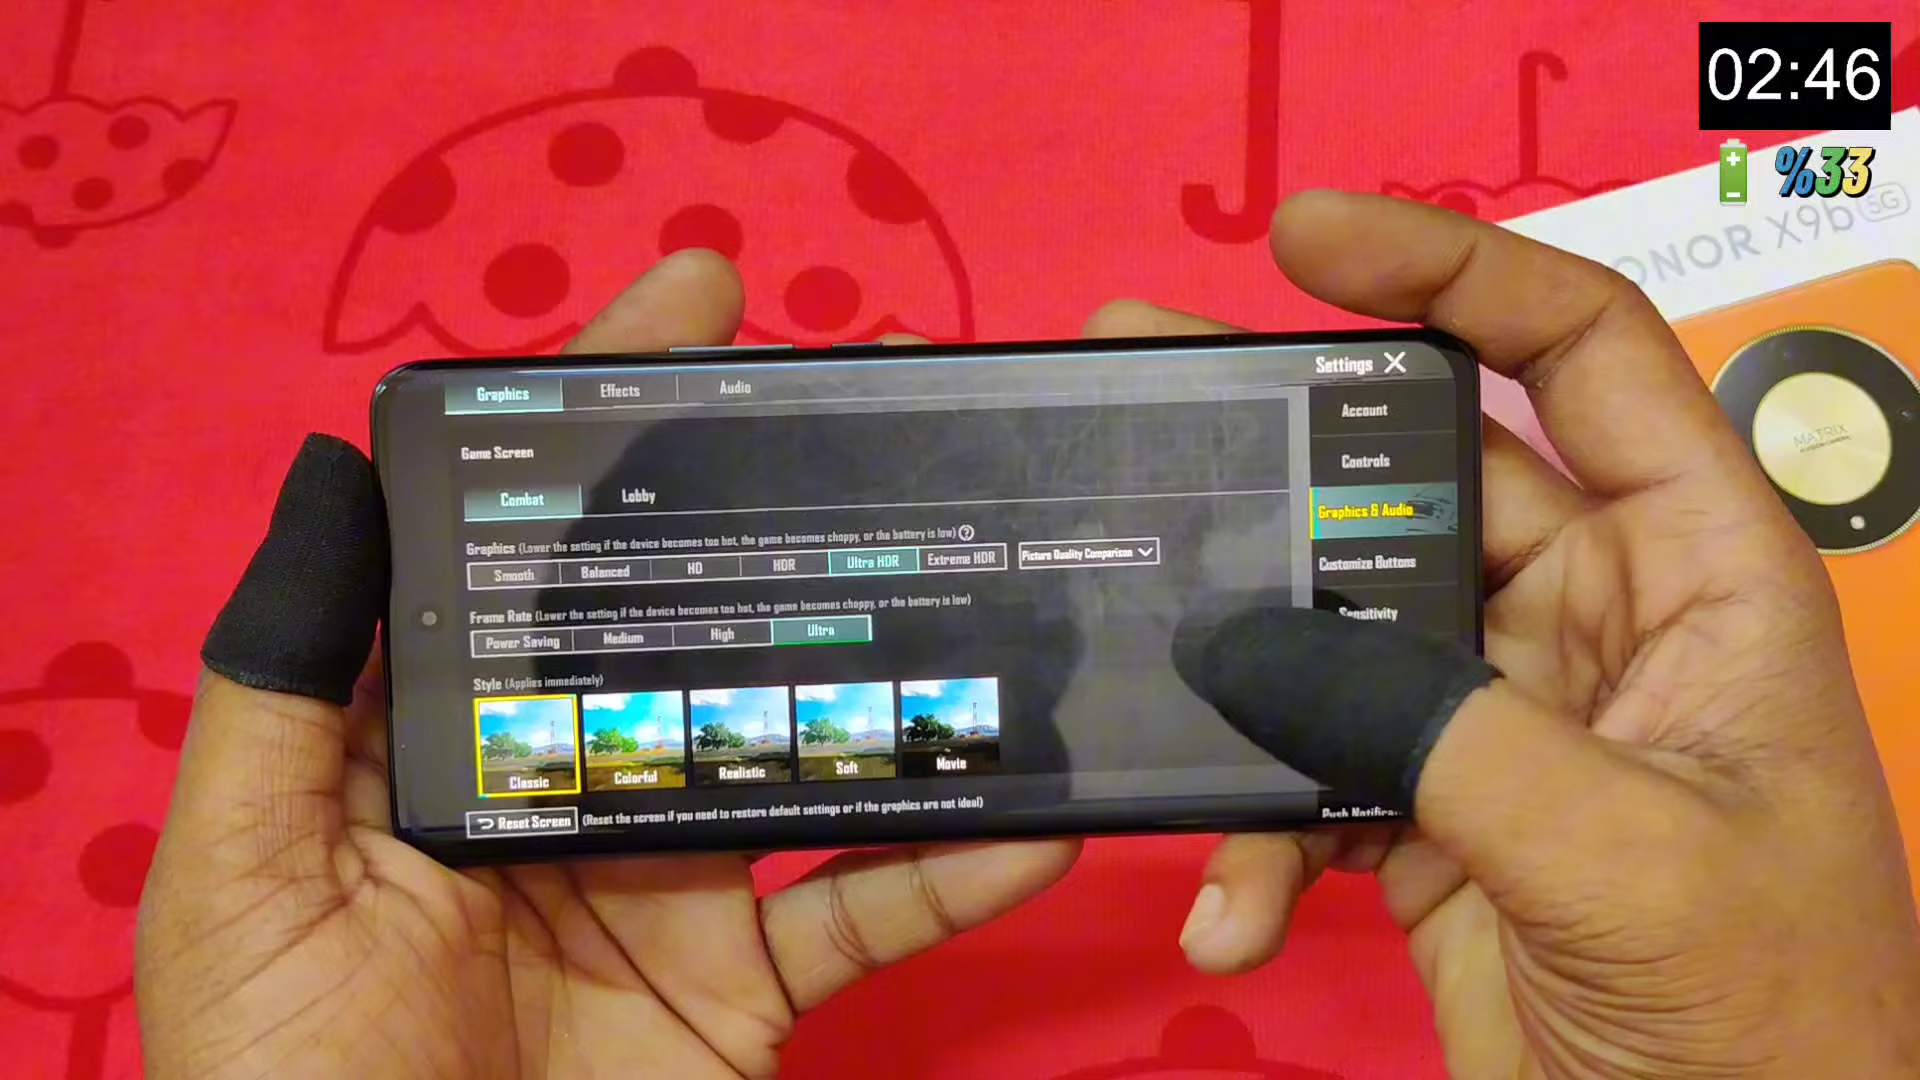 02:46
%33
HONOR X9b 5G
MATRIX
Settings
Graphics
Effects
Audio
Account
Game Screen
Controls
Combat
Lobby
Graphics & Audio
Graphics (Lower the setting if the device becomes too hot, the game becomes choppy, or the battery is low)
Smooth
Balanced
HD
HDR
Ultra HDR
Extreme HDR
Picture Quality Comparison
Customize Buttons
Frame Rate (Lower the setting if the device becomes too hot, the game becomes choppy, or the battery is low)
Power Saving
Medium
High
Ultra
Sensitivity
Style (Applies immediately)
Classic
Colorful
Realistic
Soft
Movie
Reset Screen (Reset the screen if you need to restore default settings or if the graphics are not ideal)
Push